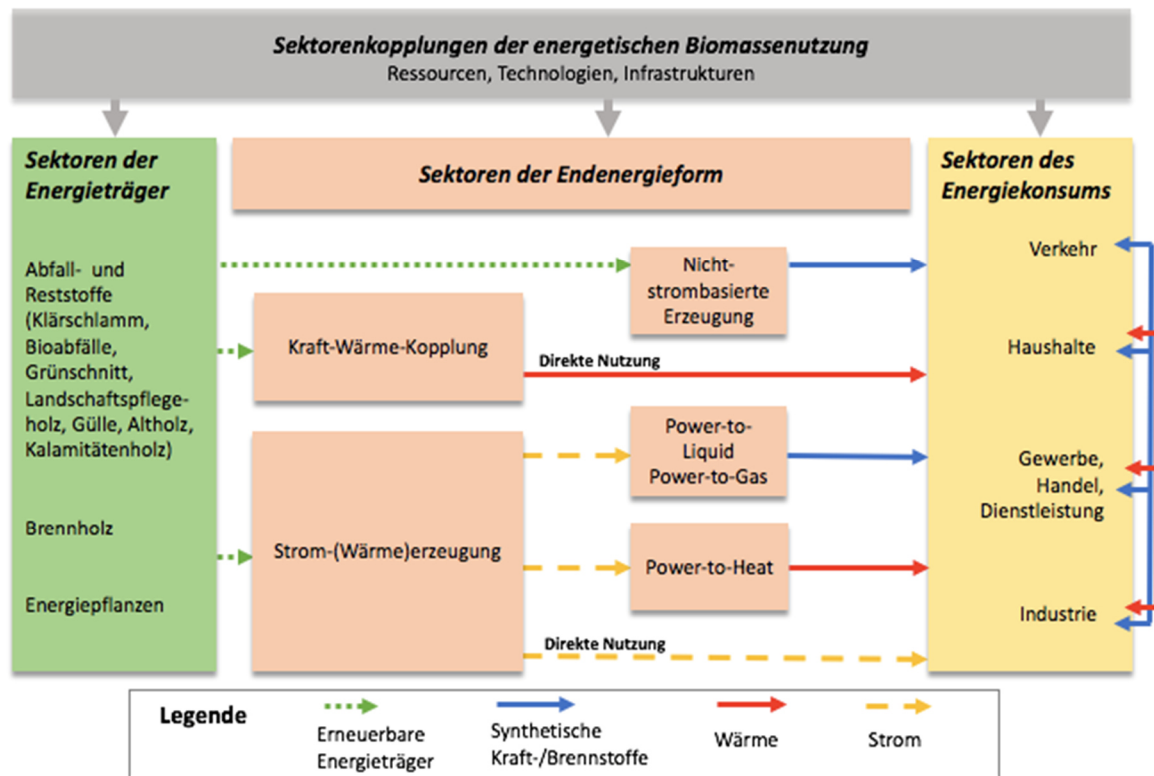 Sektorenkopplungen der energetischen Biomassenutzung
Ressourcen, Technologien, Infrastrukturen
Sektoren der
Energieträger
Abfall- und
Reststoffe
(Klärschlamm,
Bioabfälle,
Grünschnitt,
Landschaftspflege-
holz, Gülle, Altholz,
Kalamitätenholz)
Brennholz
Energiepflanzen
Sektoren der Endenergieform
Nicht-
strombasierte
Erzeugung
Kraft-Wärme-Kopplung
Direkte Nutzung
Power-to-
Liquid
Power-to-Gas
Strom-(Wärme)erzeugung
Power-to-Heat
Direkte Nutzung
Sektoren des
Energiekonsums
Verkehr
Haushalte
Gewerbe,
Handel,
Dienstleistung
Industrie
Legende
Erneuerbare
Energieträger
Synthetische
Kraft-/Brennstoffe
Wärme
Strom